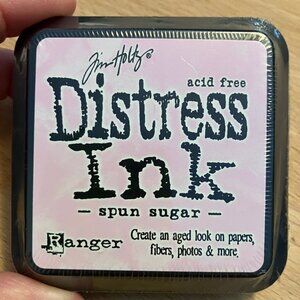 Tim Holtz®
acid free
Distress
Ink
- spun sugar -
Ranger
Create an aged look on papers,
fibers, photos & more.